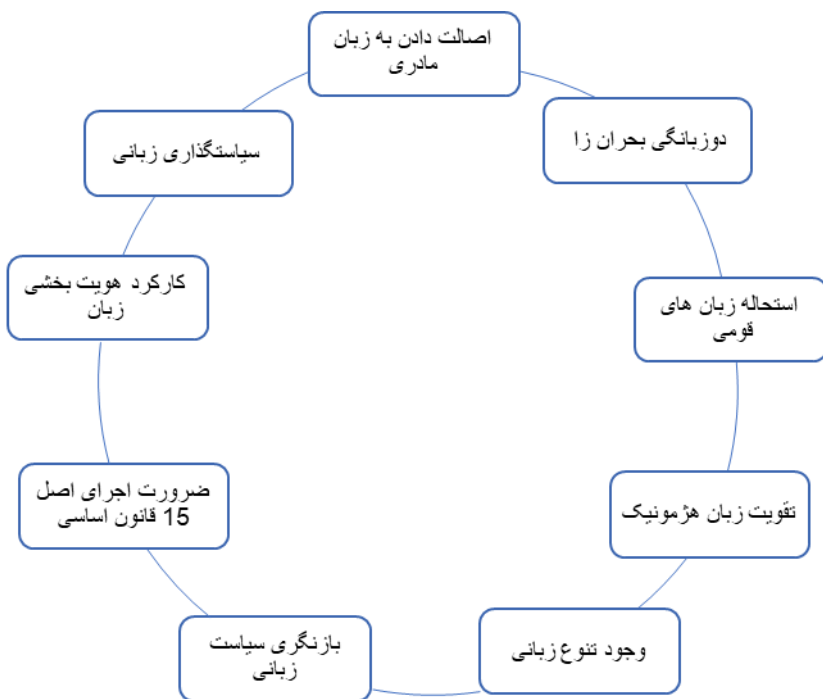 اصالت دادن به زبان
مادری
دوزبانگی بحران زا
استحاله زبان های
قومی
تقویت زبان هژمونیک
وجود تنوع زبانی
بازنگری سیاست
زبانی
ضرورت اجرای اصل
15 قانون اساسی
کارکرد هویت بخشی
زبان
سیاستگذاری زبانی